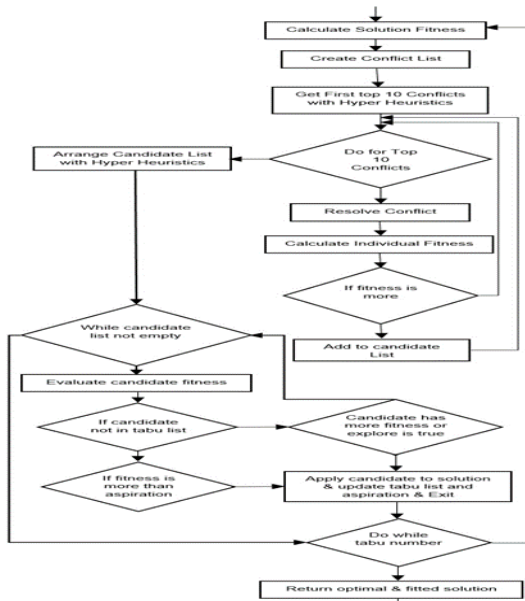 Calculate Solution Fitness
Create Conflict List
Get First top 10 Conflicts
with Hyper Heuristics
Do for Top
10
Conflicts
Arrange Candidate List
with Hyper Heuristics
Resolve Conflict
Calculate Individual Fitness
If fitness is
more
Add to candidate
List
While candidate
list not empty
Evaluate candidate fitness
If candidate
not in tabu list
Candidate has
more fitness or
explore is true
If fitness is
more than
aspiration
Apply candidate to solution
& update tabu list and
aspiration & Exit
Do while
tabu number
Return optimal & fitted solution